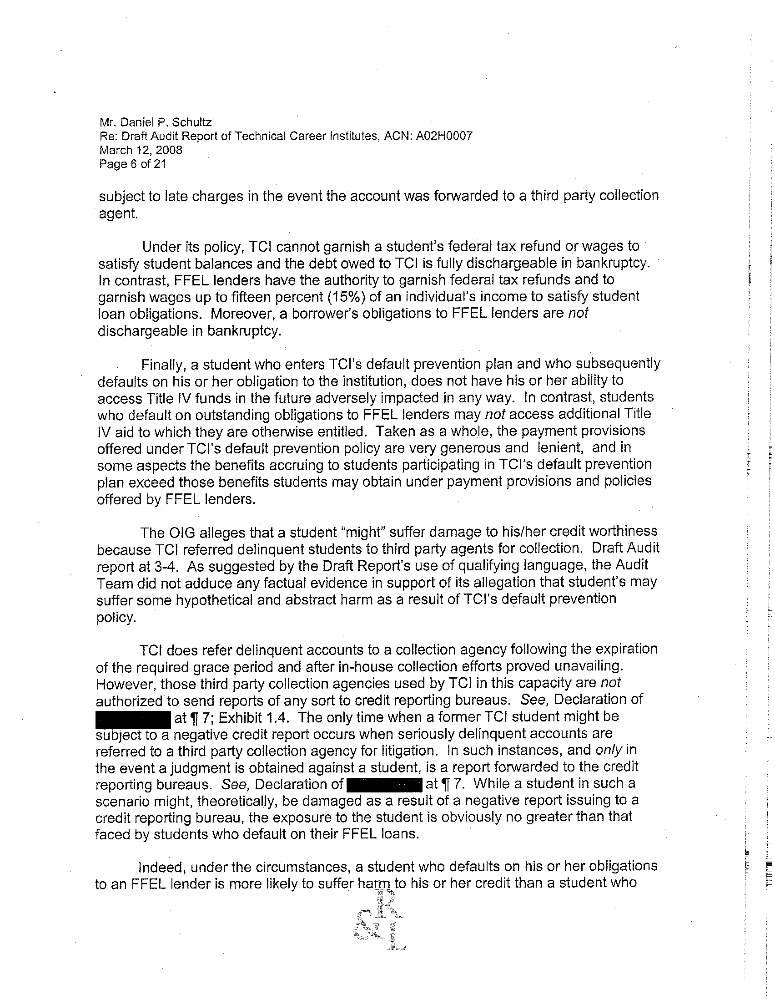 Mr. Daniel P. Schultz
Re: Draft Audit Report of Technical Career Institutes, ACN: A02H0007
March 12, 2008
Page 6 of 21
subject to late charges in the event the account was forwarded to a third party collection
agent.
Under its policy, TCI cannot garnish a student's federal tax refund or wages to
satisfy student balances and the debt owed to TCI is fully dischargeable in bankruptcy.
In contrast, FFEL lenders have the authority to garnish federal tax refunds and to
garnish wages up to fifteen percent (15%) of an individual's income to satisfy student
loan obligations. Moreover, a borrower's obligations to FFEL lenders are not
dischargeable in bankruptcy.
Finally, a student who enters TCI's default prevention plan and who subsequently
defaults on his or her obligation to the institution, does not have his or her ability to
access Title IV funds in the future adversely impacted in any way. In contrast, students
who default on outstanding obligations to FFEL lenders may not access additional Title
IV aid to which they are otherwise entitled. Taken as a whole, the payment provisions
offered under TCI's default prevention policy are very generous and lenient, and in
some aspects the benefits accruing to students participating in TCI's default prevention
plan exceed those benefits students may obtain under payment provisions and policies
offered by FFEL lenders.
The OIG alleges that a student “might” suffer damage to his/her credit worthiness
because TCI referred delinquent students to third party agents for collection. Draft Audit
report at 3-4. As suggested by the Draft Report's use of qualifying language, the Audit
Team did not adduce any factual evidence in support of its allegation that student's may
suffer some hypothetical and abstract harm as a result of TCI's default prevention
policy.
TCI does refer delinquent accounts to a collection agency following the expiration
of the required grace period and after in-house collection efforts proved unavailing.
However, those third party collection agencies used by TCI in this capacity are not
authorized to send reports of any sort to credit reporting bureaus. See, Declaration of
at ¶ 7; Exhibit 1.4. The only time when a former TCI student might be
subject to a negative credit report occurs when seriously delinquent accounts are
referred to a third party collection agency for litigation. In such instances, and only in
the event a judgment is obtained against a student, is a report forwarded to the credit
reporting bureaus. See, Declaration of at ¶ 7. While a student in such a
scenario might, theoretically, be damaged as a result of a negative report issuing to a
credit reporting bureau, the exposure to the student is obviously no greater than that
faced by students who default on their FFEL loans.
Indeed, under the circumstances, a student who defaults on his or her obligations
to an FFEL lender is more likely to suffer harm to his or her credit than a student who
R
&L